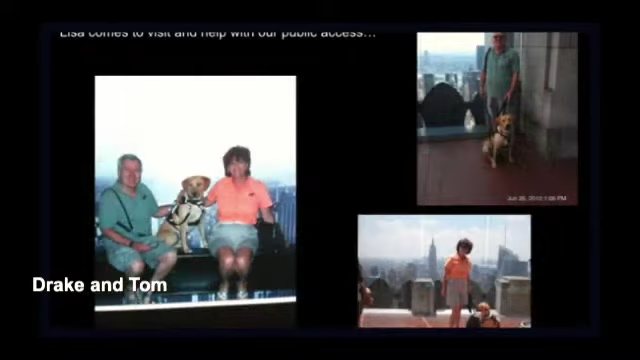 Lisa comes to visit and help with our public access...
Drake and Tom